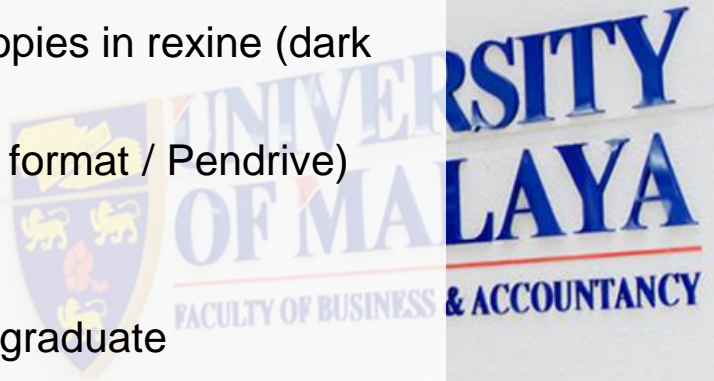 opies in rexine (dark
format / Pendrive)
graduate
UNIVERSITY
OF MALAYA
FACULTY OF BUSINESS & ACCOUNTANCY